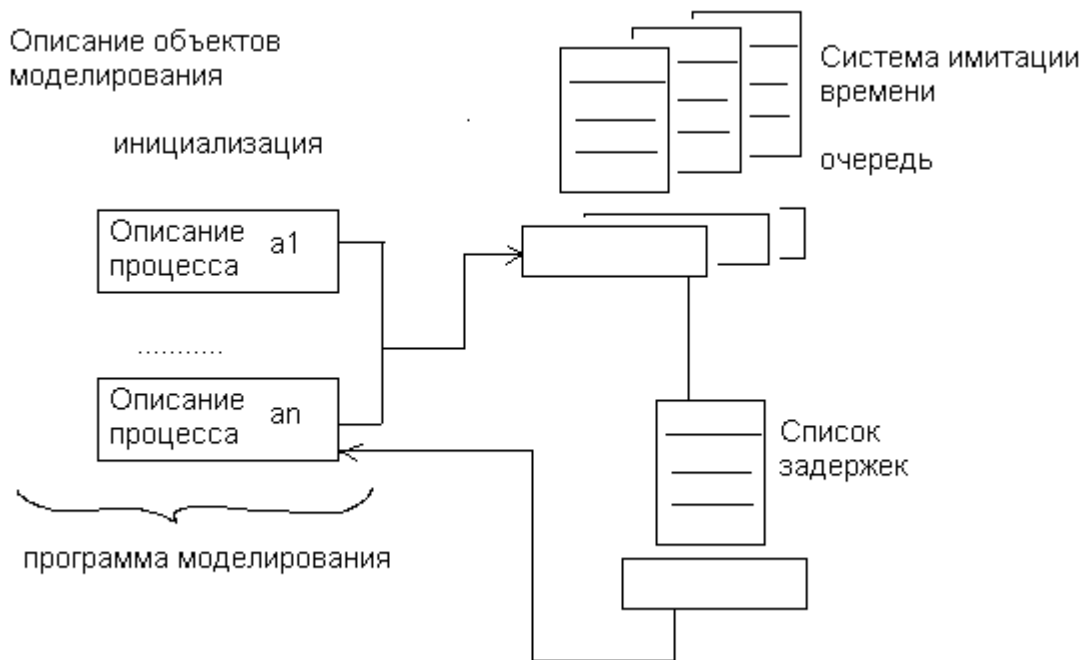 Описание объектов
моделирования
Система имитации
времени
инициализация
очередь
Описание
процесса a1
...........
Описание
процесса an
Список
задержек
программа моделирования